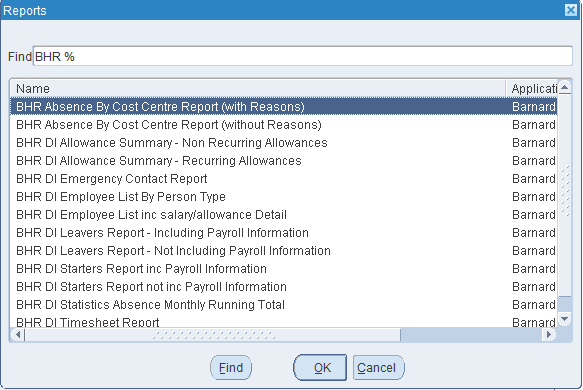 Reports
Find BHR %
Name Applicati
BHR Absence By Cost Centre Report (with Reasons) Barnard
BHR Absence By Cost Centre Report (without Reasons) Barnard
BHR DI Allowance Summary - Non Recurring Allowances Barnard
BHR DI Allowance Summary - Recurring Allowances Barnard
BHR DI Emergency Contact Report Barnard
BHR DI Employee List By Person Type Barnard
BHR DI Employee List inc salary/allowance Detail Barnard
BHR DI Leavers Report - Including Payroll Information Barnard
BHR DI Leavers Report - Not Including Payroll Information Barnard
BHR DI Starters Report inc Payroll Information Barnard
BHR DI Starters Report not inc Payroll Information Barnard
BHR DI Statistics Absence Monthly Running Total Barnard
BHR DI Timesheet Report Barnard
Find OK Cancel